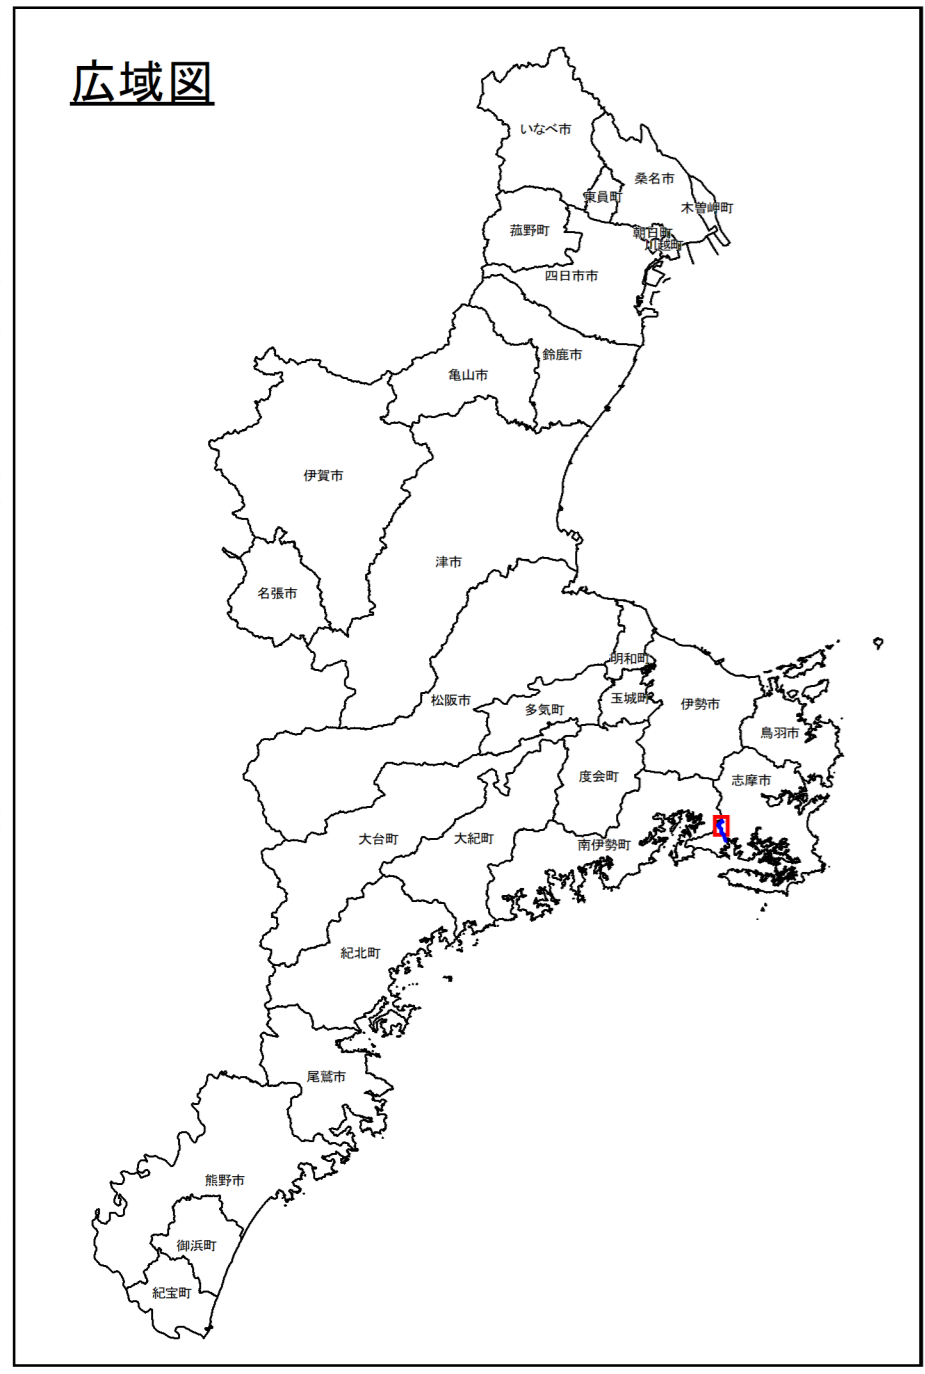 広域図
いなべ市
桑名市
東員町
木曽岬町
菰野町
朝日町
川越町
四日市市
鈴鹿市
亀山市
伊賀市
津市
名張市
明和町
松阪市
多気町
玉城町
伊勢市
鳥羽市
度会町
志摩市
大台町
大紀町
南伊勢町
紀北町
尾鷲市
熊野市
御浜町
紀宝町